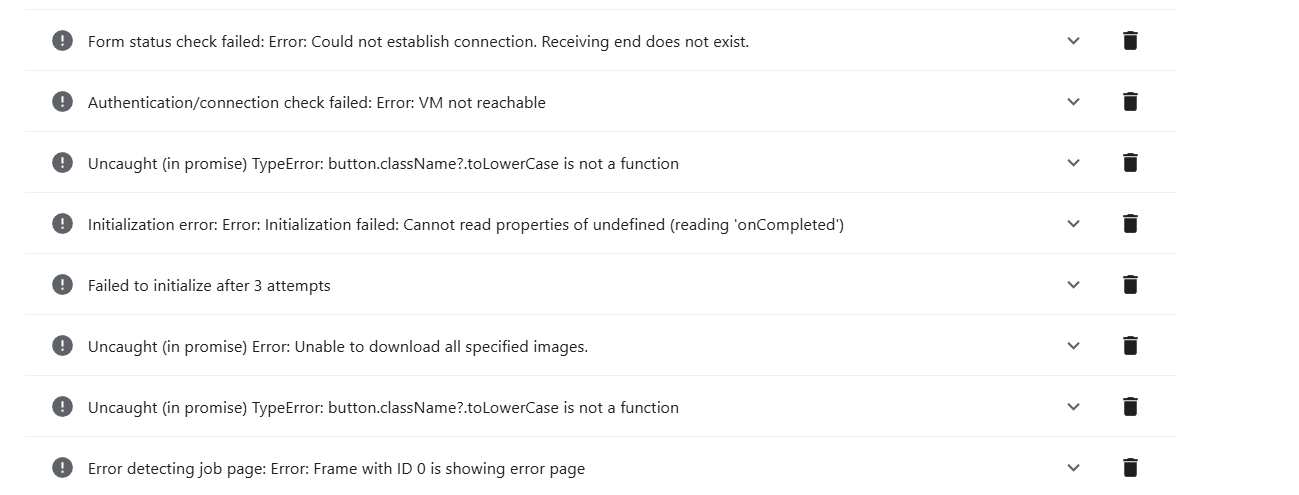 Form status check failed: Error: Could not establish connection. Receiving end does not exist.
Authentication/connection check failed: Error: VM not reachable
Uncaught (in promise) TypeError: button.className?.toLowerCase is not a function
Initialization error: Error: Initialization failed: Cannot read properties of undefined (reading 'onCompleted')
Failed to initialize after 3 attempts
Uncaught (in promise) Error: Unable to download all specified images.
Uncaught (in promise) TypeError: button.className?.toLowerCase is not a function
Error detecting job page: Error: Frame with ID 0 is showing error page